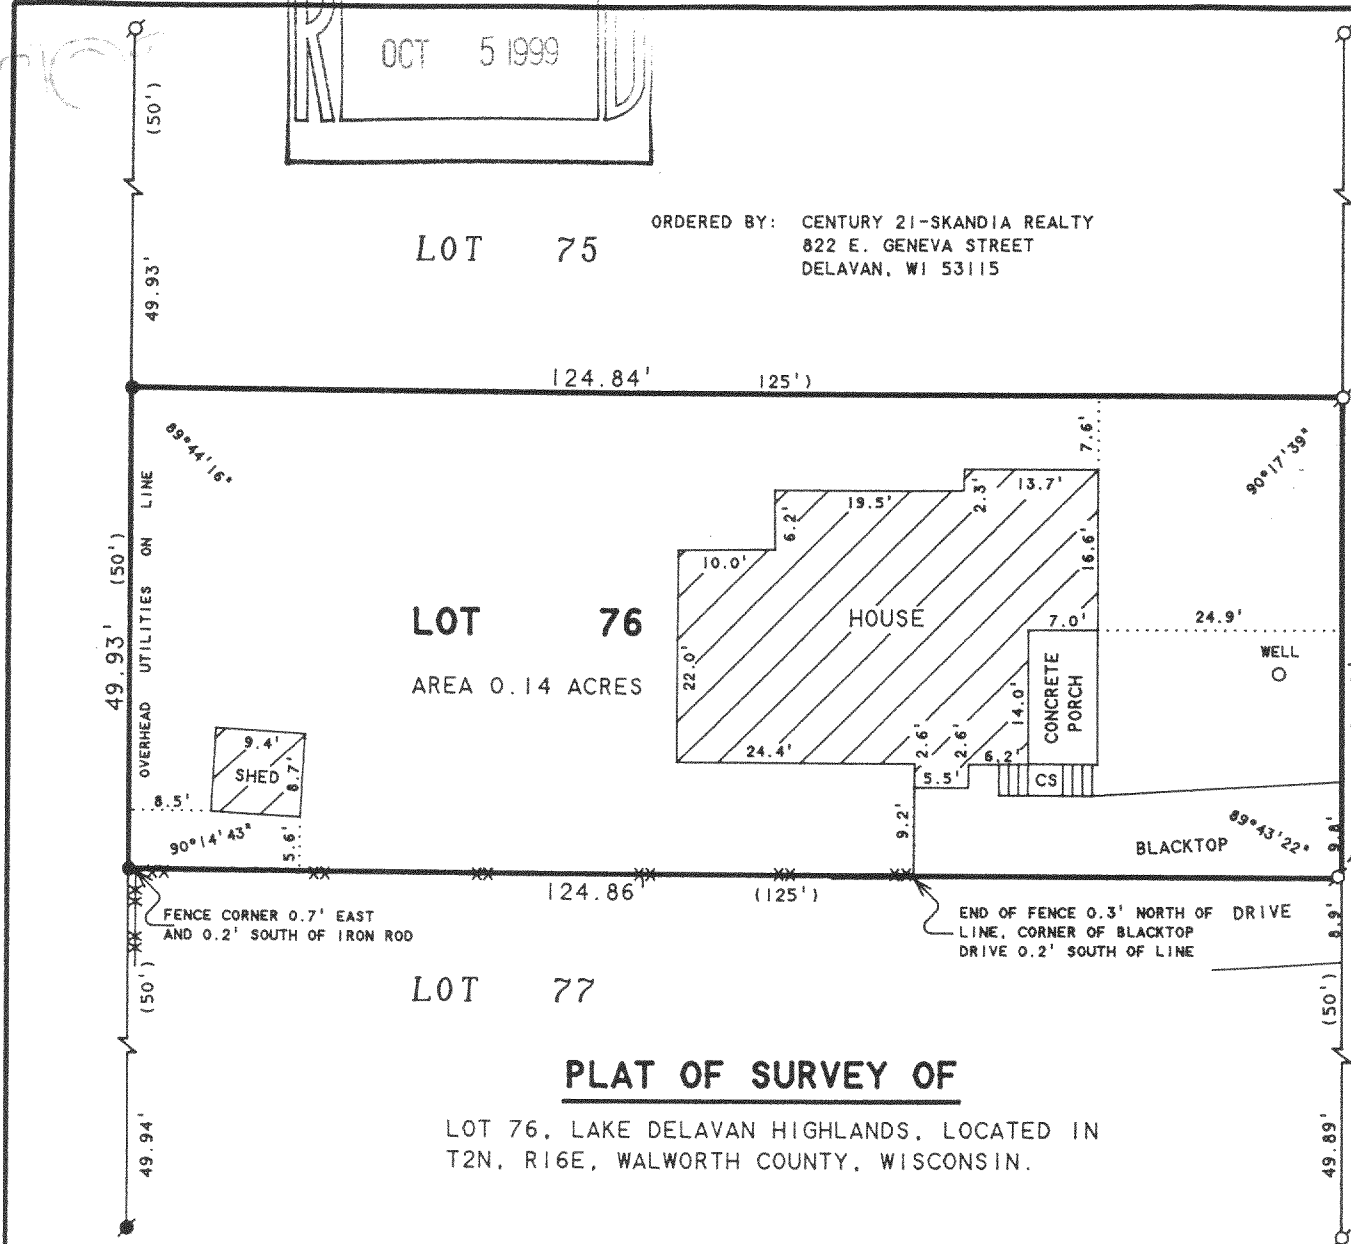 OCT 5 1999
(50')
49.93'
LOT 75
ORDERED BY: CENTURY 21-SKANDIA REALTY
822 E. GENEVA STREET
DELAVAN, WI 53115
124.84' 125')
89°44'16"
90°17'39"
7.6'
13.7'
2.3'
19.5'
6.2'
10.0'
16.6'
HOUSE
7.0'
24.9'
WELL
OVERHEAD UTILITIES ON LINE
49.93' (50')
LOT 76
AREA 0.14 ACRES
22.0'
CONCRETE
PORCH
14.0'
24.4'
2.6'
2.6'
6.2'
5.5'
CS
9.4'
SHED
8.7'
8.5'
90°14'43"
5.6'
9.2'
BLACKTOP
89°43'22"
9.8'
124.86' (125')
FENCE CORNER 0.7' EAST
AND 0.2' SOUTH OF IRON ROD
END OF FENCE 0.3' NORTH OF
LINE, CORNER OF BLACKTOP
DRIVE 0.2' SOUTH OF LINE
DRIVE
8.9'
(50')
(50')
LOT 77
PLAT OF SURVEY OF
LOT 76, LAKE DELAVAN HIGHLANDS, LOCATED IN
T2N, R16E, WALWORTH COUNTY, WISCONSIN.
49.94'
49.89'